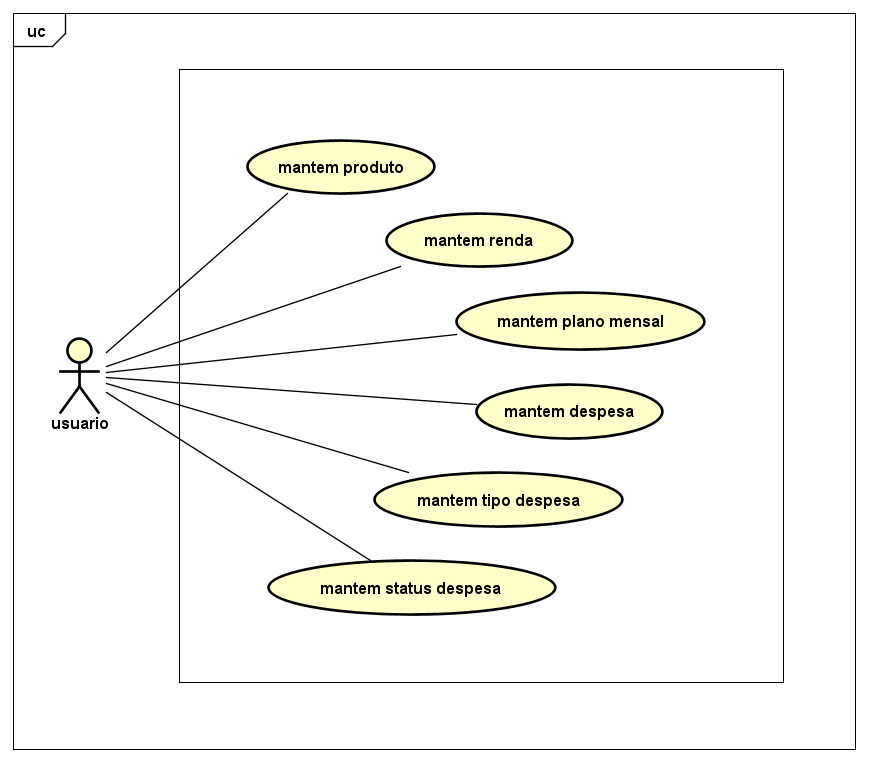 uc
mantem produto
mantem renda
mantem plano mensal
mantem despesa
usuario
mantem tipo despesa
mantem status despesa